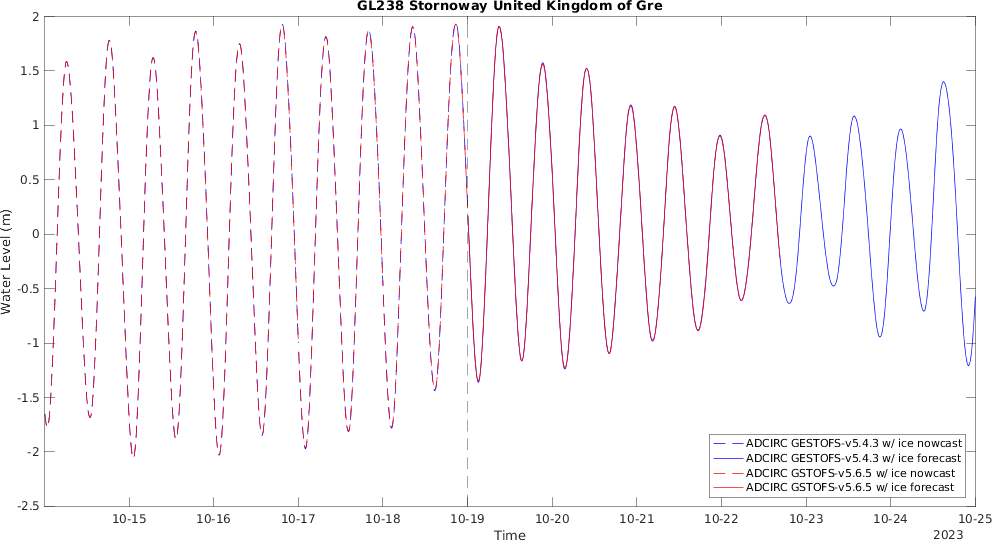 GL238 Stornoway United Kingdom of Gre
2
1.5
1
0.5
0
-0.5
-1
-1.5
-2
-2.5
Water Level (m)
ADCIRC GESTOFS-v5.4.3 w/ ice nowcast
ADCIRC GESTOFS-v5.4.3 w/ ice forecast
ADCIRC GSTOFS-v5.6.5 w/ ice nowcast
ADCIRC GSTOFS-v5.6.5 w/ ice forecast
10-15 10-16 10-17 10-18 10-19 10-20 10-21 10-22 10-23 10-24 10-25
Time
2023